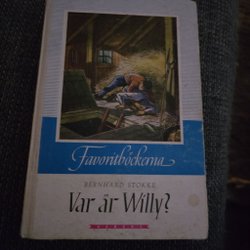 Favoritböckerna
BERNHARD STOKKE
Var är Willy?